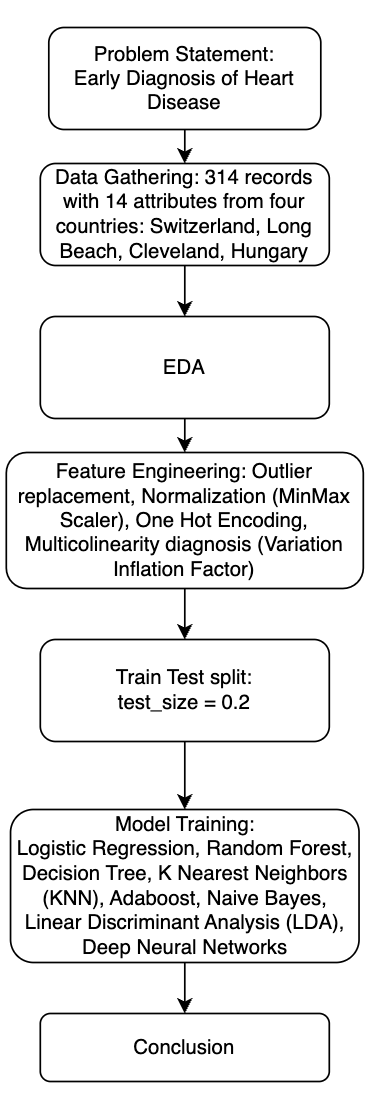 Problem Statement:
Early Diagnosis of Heart
Disease
Data Gathering: 314 records
with 14 attributes from four
countries: Switzerland, Long
Beach, Cleveland, Hungary
EDA
Feature Engineering: Outlier
replacement, Normalization (MinMax
Scaler), One Hot Encoding,
Multicolinearity diagnosis (Variation
Inflation Factor)
Train Test split:
test_size = 0.2
Model Training:
Logistic Regression, Random Forest,
Decision Tree, K Nearest Neighbors
(KNN), Adaboost, Naive Bayes,
Linear Discriminant Analysis (LDA),
Deep Neural Networks
Conclusion